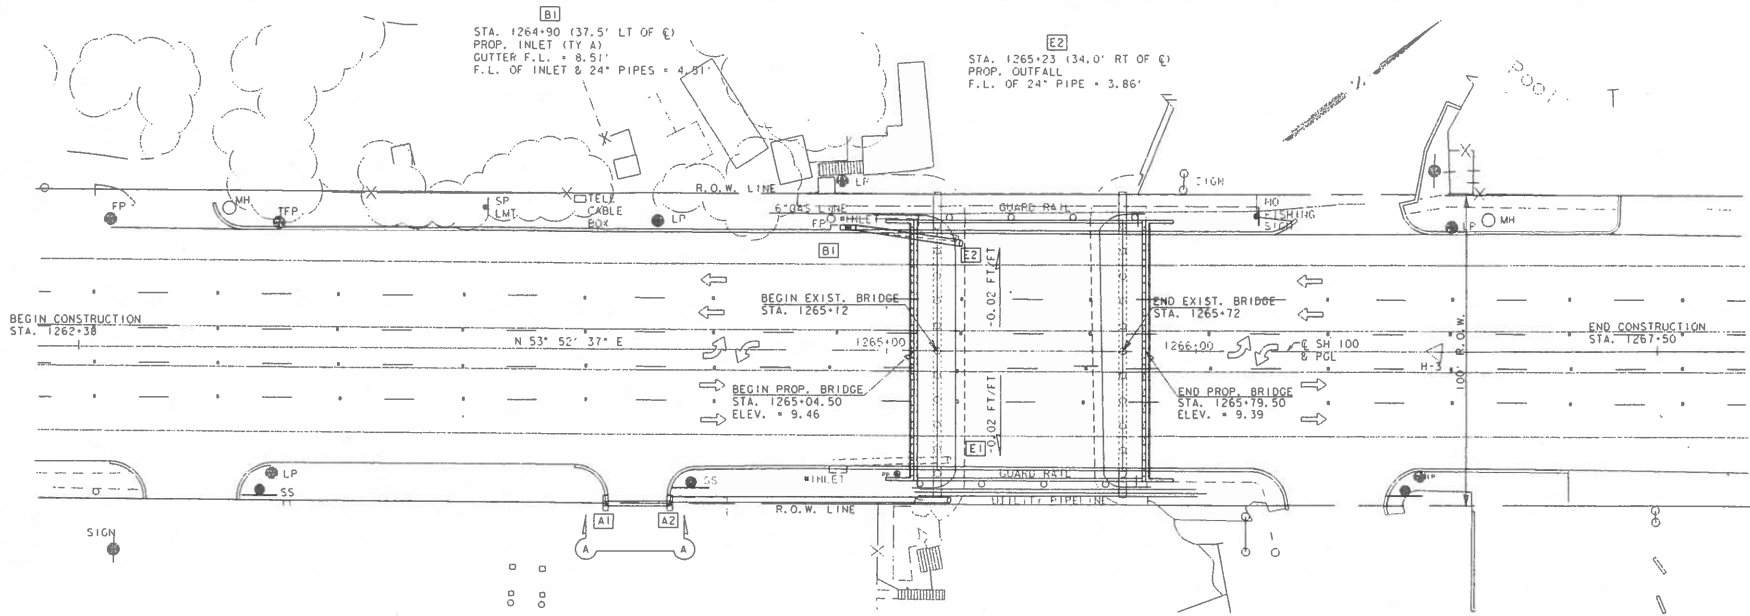 B1
STA. 1264+90 (37.5' LT OF ℄)
PROP. INLET (TY A)
GUTTER F.L. = 8.51'
F.L. OF INLET & 24" PIPES = 4.51'
E2
STA. 1265+23 (34.0' RT OF ℄)
PROP. OUTFALL
F.L. OF 24" PIPE = 3.86'
POOL
T
R.O.W. LINE
LP
SIGN
FP
MH
TFP
SP
LMT
TELE
CABLE
BOX
LP
6" GAS LINE
FP
*INLET
GUARD RAIL
NO
FISHING
SIGN
LP
MH
B1
E2
-0.02 FT/FT
BEGIN EXIST. BRIDGE
STA. 1265+12
END EXIST. BRIDGE
STA. 1265+72
BEGIN CONSTRUCTION
STA. 1262+38
N 53° 52' 37" E
1265+00
1266+00
℄ SH 100
& PGL
H-3
100' R.O.W.
END CONSTRUCTION
STA. 1267+50
BEGIN PROP. BRIDGE
STA. 1265+04.50
ELEV. = 9.46
-0.02 FT/FT
END PROP. BRIDGE
STA. 1265+79.50
ELEV. = 9.39
E1
LP
SS
SS
*INLET
PP
GUARD RAIL
UTILITY PIPELINE
R.O.W. LINE
A1
A2
SIGN
A
A